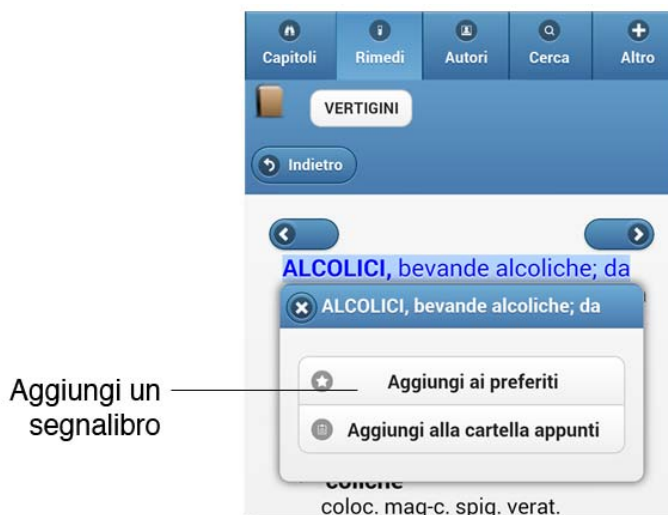 Capitoli Rimedi Autori Cerca Altro
VERTIGINI
Indietro
ALCOLICI, bevande alcoliche; da
ALCOLICI, bevande alcoliche; da
Aggiungi ai preferiti
Aggiungi un
segnalibro
Aggiungi alla cartella appunti
coliche
coloc. mag-c. spig. verat.